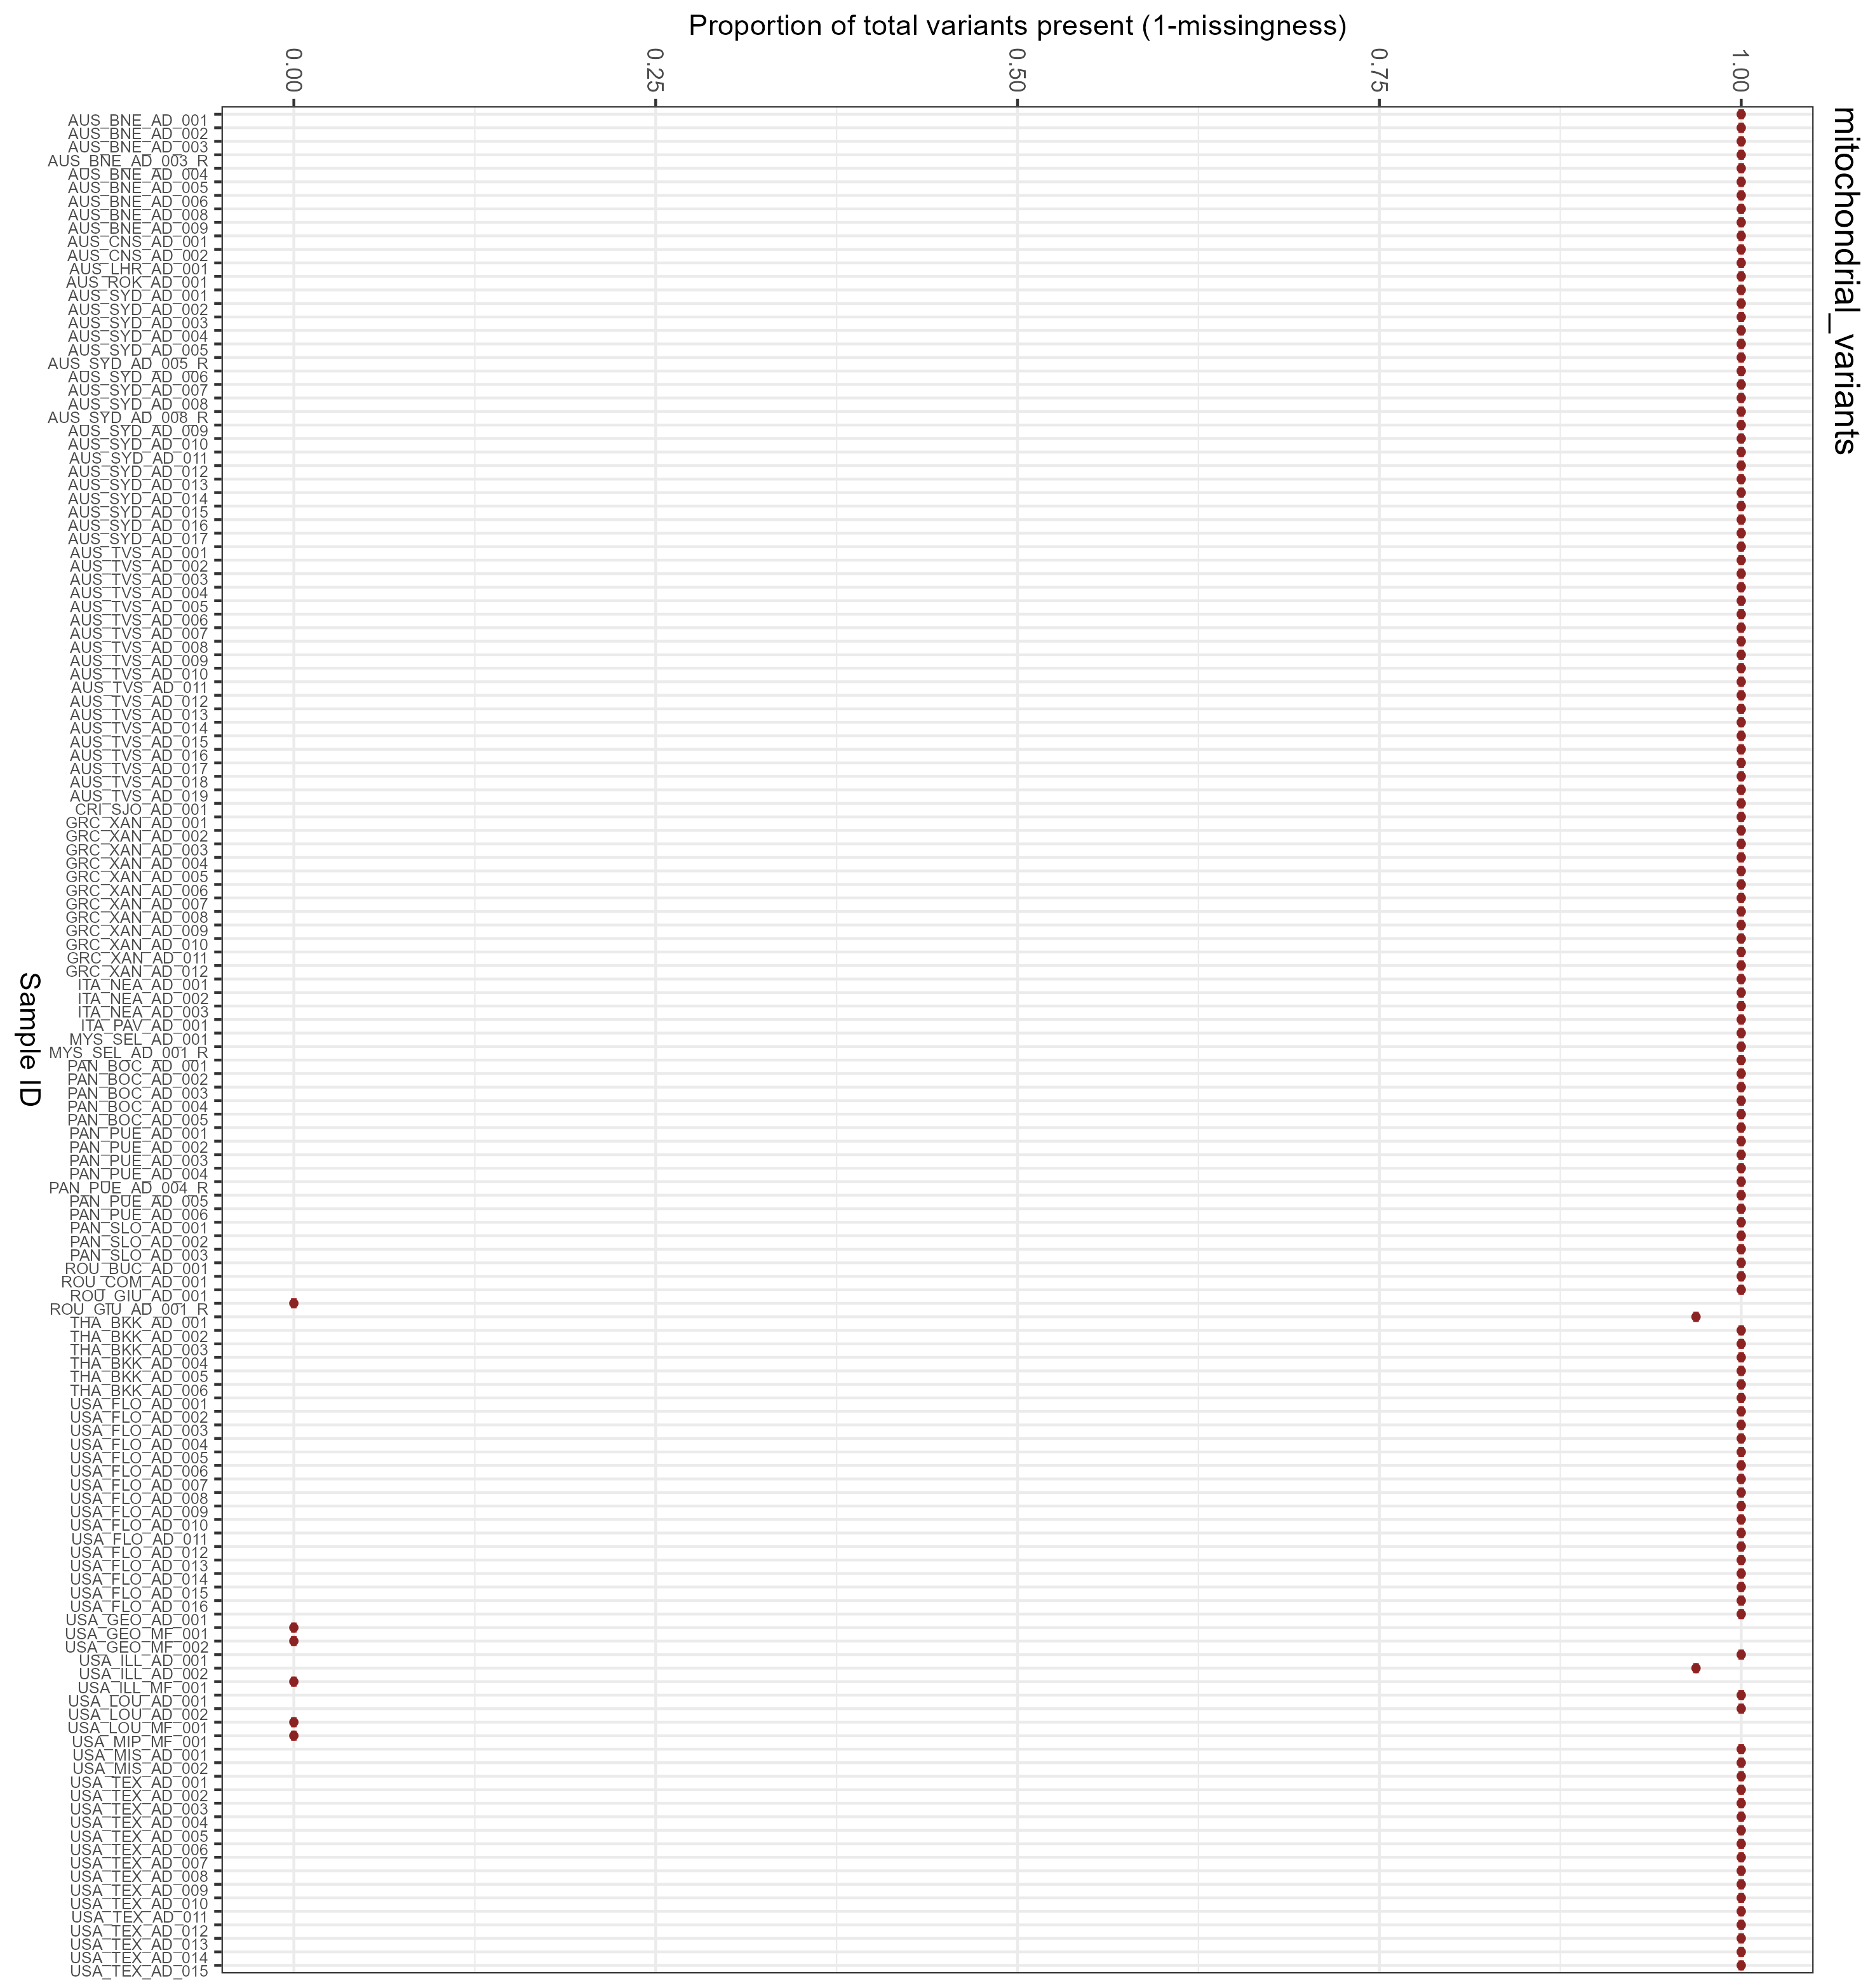 mitochondrial_variants
Proportion of total variants present (1-missingness)
0.00
0.25
0.50
0.75
1.00
AUS_BNE_AD_001
AUS_BNE_AD_002
AUS_BNE_AD_003
AUS_BNE_AD_003_R
AUS_BNE_AD_004
AUS_BNE_AD_005
AUS_BNE_AD_006
AUS_BNE_AD_008
AUS_BNE_AD_009
AUS_CNS_AD_001
AUS_CNS_AD_002
AUS_LHR_AD_001
AUS_ROK_AD_001
AUS_SYD_AD_001
AUS_SYD_AD_002
AUS_SYD_AD_003
AUS_SYD_AD_004
AUS_SYD_AD_005
AUS_SYD_AD_005_R
AUS_SYD_AD_006
AUS_SYD_AD_007
AUS_SYD_AD_008
AUS_SYD_AD_008_R
AUS_SYD_AD_009
AUS_SYD_AD_010
AUS_SYD_AD_011
AUS_SYD_AD_012
AUS_SYD_AD_013
AUS_SYD_AD_014
AUS_SYD_AD_015
AUS_SYD_AD_016
AUS_SYD_AD_017
AUS_TVS_AD_001
AUS_TVS_AD_002
AUS_TVS_AD_003
AUS_TVS_AD_004
AUS_TVS_AD_005
AUS_TVS_AD_006
AUS_TVS_AD_007
AUS_TVS_AD_008
AUS_TVS_AD_009
AUS_TVS_AD_010
AUS_TVS_AD_011
AUS_TVS_AD_012
AUS_TVS_AD_013
AUS_TVS_AD_014
AUS_TVS_AD_015
AUS_TVS_AD_016
AUS_TVS_AD_017
AUS_TVS_AD_018
AUS_TVS_AD_019
CRI_SJO_AD_001
GRC_XAN_AD_001
GRC_XAN_AD_002
GRC_XAN_AD_003
GRC_XAN_AD_004
GRC_XAN_AD_005
GRC_XAN_AD_006
GRC_XAN_AD_007
GRC_XAN_AD_008
GRC_XAN_AD_009
GRC_XAN_AD_010
GRC_XAN_AD_011
GRC_XAN_AD_012
ITA_NEA_AD_001
ITA_NEA_AD_002
ITA_NEA_AD_003
ITA_PAV_AD_001
MYS_SEL_AD_001
MYS_SEL_AD_001_R
PAN_BOC_AD_001
PAN_BOC_AD_002
PAN_BOC_AD_003
PAN_BOC_AD_004
PAN_BOC_AD_005
PAN_PUE_AD_001
PAN_PUE_AD_002
PAN_PUE_AD_003
PAN_PUE_AD_004
PAN_PUE_AD_004_R
PAN_PUE_AD_005
PAN_PUE_AD_006
PAN_SLO_AD_001
PAN_SLO_AD_002
PAN_SLO_AD_003
ROU_BUC_AD_001
ROU_COM_AD_001
ROU_GIU_AD_001
ROU_GIU_AD_001_R
THA_BKK_AD_001
THA_BKK_AD_002
THA_BKK_AD_003
THA_BKK_AD_004
THA_BKK_AD_005
THA_BKK_AD_006
USA_FLO_AD_001
USA_FLO_AD_002
USA_FLO_AD_003
USA_FLO_AD_004
USA_FLO_AD_005
USA_FLO_AD_006
USA_FLO_AD_007
USA_FLO_AD_008
USA_FLO_AD_009
USA_FLO_AD_010
USA_FLO_AD_011
USA_FLO_AD_012
USA_FLO_AD_013
USA_FLO_AD_014
USA_FLO_AD_015
USA_FLO_AD_016
USA_GEO_AD_001
USA_GEO_MF_001
USA_GEO_MF_002
USA_ILL_AD_001
USA_ILL_AD_002
USA_ILL_MF_001
USA_LOU_AD_001
USA_LOU_AD_002
USA_LOU_MF_001
USA_MIP_MF_001
USA_MIS_AD_001
USA_MIS_AD_002
USA_TEX_AD_001
USA_TEX_AD_002
USA_TEX_AD_003
USA_TEX_AD_004
USA_TEX_AD_005
USA_TEX_AD_006
USA_TEX_AD_007
USA_TEX_AD_008
USA_TEX_AD_009
USA_TEX_AD_010
USA_TEX_AD_011
USA_TEX_AD_012
USA_TEX_AD_013
USA_TEX_AD_014
USA_TEX_AD_015
Sample ID